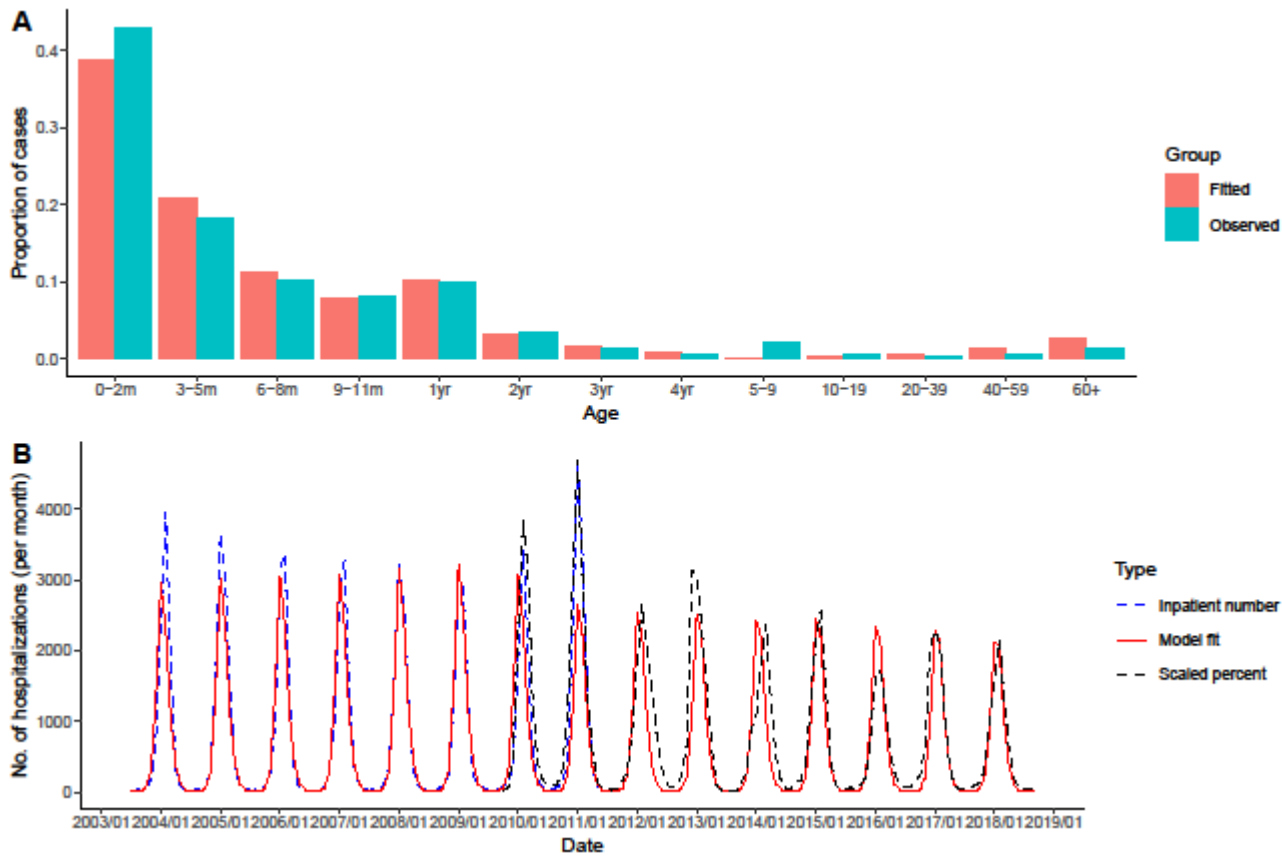 A
Proportion of cases
0.4
0.3
0.2
0.1
0.0
0-2m 3-5m 6-8m 9-11m 1yr 2yr 3yr 4yr 5-9 10-19 20-39 40-59 60+
Age
Group
Fitted
Observed
B
No. of hospitalizations (per month)
4000
3000
2000
1000
0
2003/01 2004/01 2005/01 2006/01 2007/01 2008/01 2009/01 2010/01 2011/01 2012/01 2013/01 2014/01 2015/01 2016/01 2017/01 2018/01 2019/01
Date
Type
Inpatient number
Model fit
Scaled percent